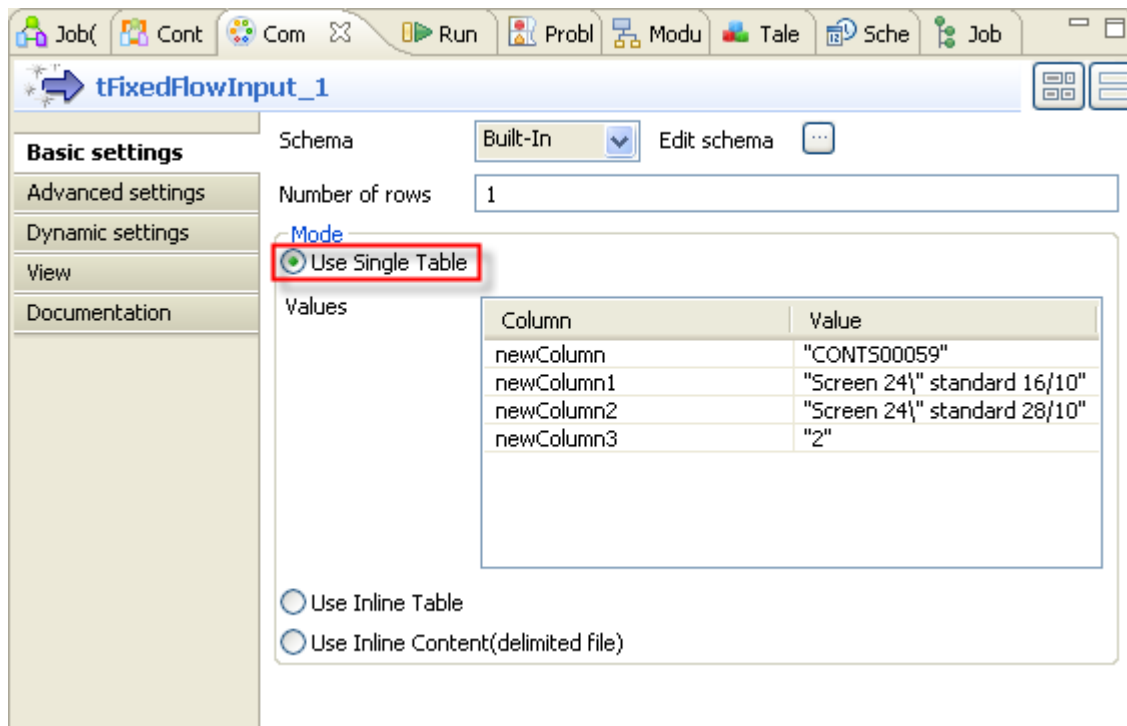 Job( Cont Com Run Probl Modu Tale Sche Job
tFixedFlowInput_1
Basic settings
Advanced settings
Dynamic settings
View
Documentation
Schema Built-In Edit schema ...
Number of rows 1
Mode
Use Single Table
Values
Column Value
newColumn "CONTS00059"
newColumn1 "Screen 24\" standard 16/10"
newColumn2 "Screen 24\" standard 28/10"
newColumn3 "2"
Use Inline Table
Use Inline Content(delimited file)